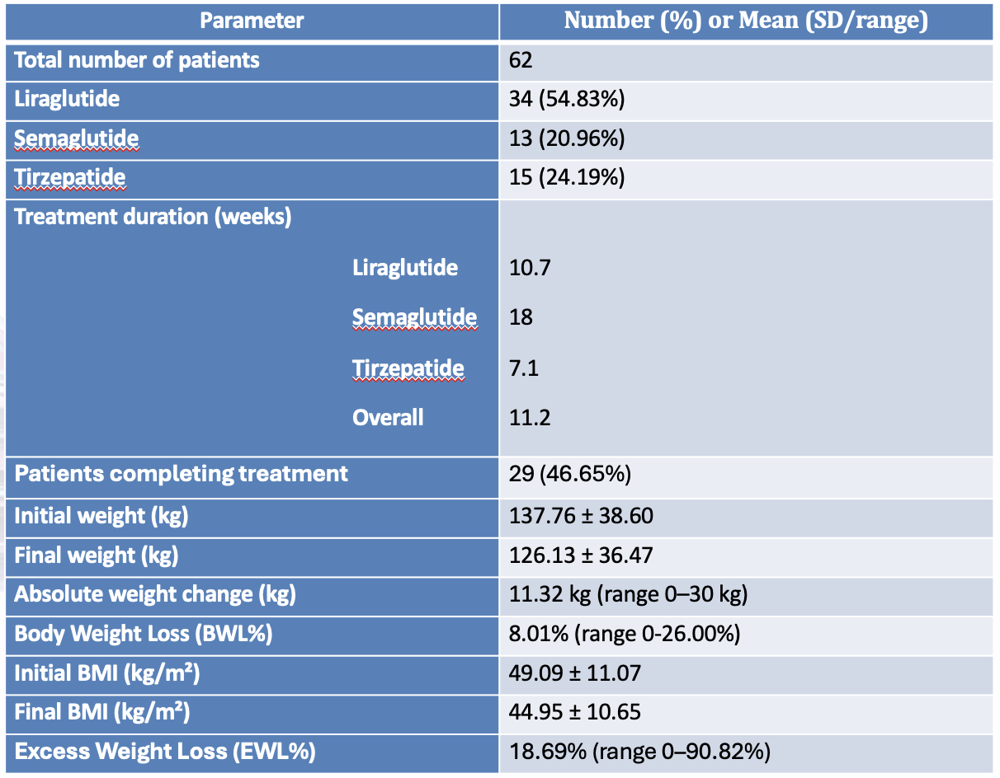 Parameter Number (%) or Mean (SD/range)
Total number of patients 62
Liraglutide 34 (54.83%)
Semaglutide 13 (20.96%)
Tirzepatide 15 (24.19%)
Treatment duration (weeks)
Liraglutide 10.7
Semaglutide 18
Tirzepatide 7.1
Overall 11.2
Patients completing treatment 29 (46.65%)
Initial weight (kg) 137.76 ± 38.60
Final weight (kg) 126.13 ± 36.47
Absolute weight change (kg) 11.32 kg (range 0–30 kg)
Body Weight Loss (BWL%) 8.01% (range 0-26.00%)
Initial BMI (kg/m²) 49.09 ± 11.07
Final BMI (kg/m²) 44.95 ± 10.65
Excess Weight Loss (EWL%) 18.69% (range 0–90.82%)